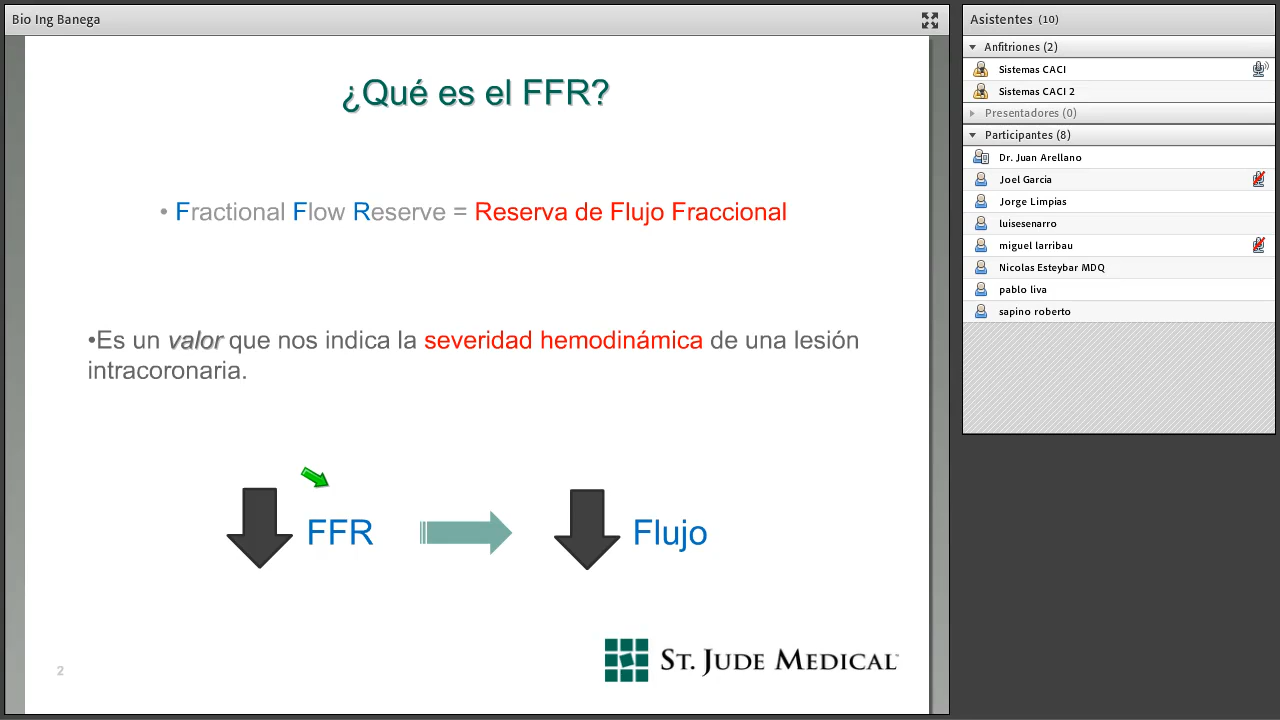 Bio Ing Banega
¿Qué es el FFR?
• Fractional Flow Reserve = Reserva de Flujo Fraccional
•Es un valor que nos indica la severidad hemodinámica de una lesión
intracoronaria.
FFR
Flujo
2
ST. JUDE MEDICAL™
Asistentes (10)
Anfitriones (2)
Sistemas CACI
Sistemas CACI 2
Presentadores (0)
Participantes (8)
Dr. Juan Arellano
Joel Garcia
Jorge Limpias
luisesenarro
miguel larribau
Nicolas Esteybar MDQ
pablo liva
sapino roberto